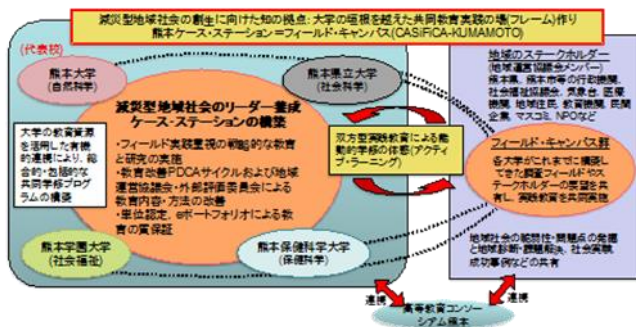 減災型地域社会の創生に向けた知の拠点:大学の垣根を越えた共同教育実践の場(フレーム)作り
熊本ケース・ステーション=フィールド・キャンパス(CASiFiCA-KUMAMOTO)
(代表校)
熊本大学
(自然科学)
熊本県立大学
(社会科学)
減災型地域社会のリーダー養成
ケース・ステーションの構築
・フィールド実践重視の戦略的な教育
と研究の実施
・教育改善PDCAサイクルおよび地域
運営協議会・外部評価委員会による
教育内容・方法の改善
・単位認定、eポートフォリオによる教
育の質保証
大学の教育資源
を活用した有機
的連携により、総
合的・包括的な
共同学修プログ
ラムの構築
熊本学園大学
(社会福祉)
熊本保健科学大学
(保健科学)
双方型実践教育による能
動的学修の体感(アクティ
ブ・ラーニング)
地域のステークホルダー
(地域運営協議会メンバー)
熊本県、熊本市等の行政機関、
社会福祉協議会、気象台、医療
機関、地域住民、教育機関、民間
企業、マスコミ、NPOなど
フィールド・キャンパス群
各大学がこれまでに構築し
てきた調査フィールドやス
テークホルダーの要望を共
有し、実践教育を共同実施
地域社会の脆弱性・問題点の発掘
と地域診断・課題解決、社会実験、
成功事例などの共有
連携
連携
高等教育コンソー
シアム熊本